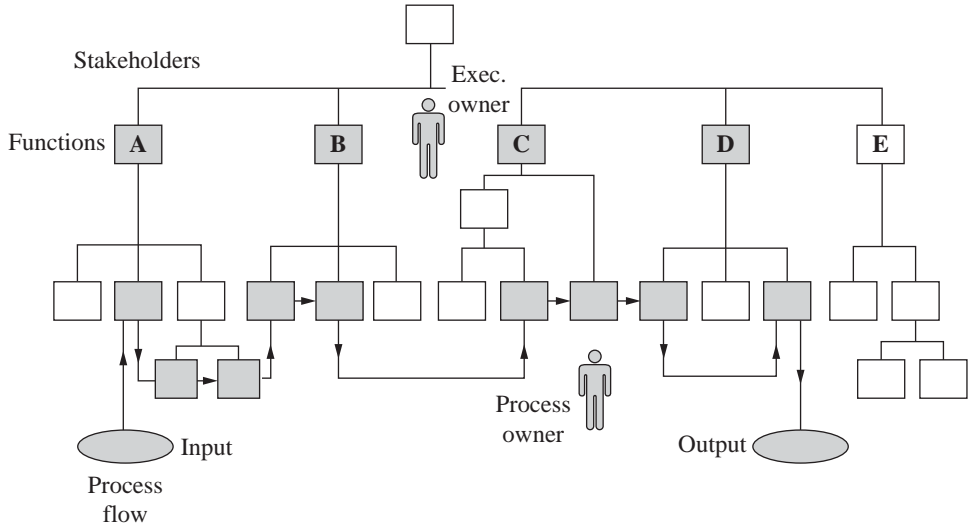 Stakeholders
Exec.
owner
Functions
A
B
C
D
E
Process
owner
Input
Output
Process
flow